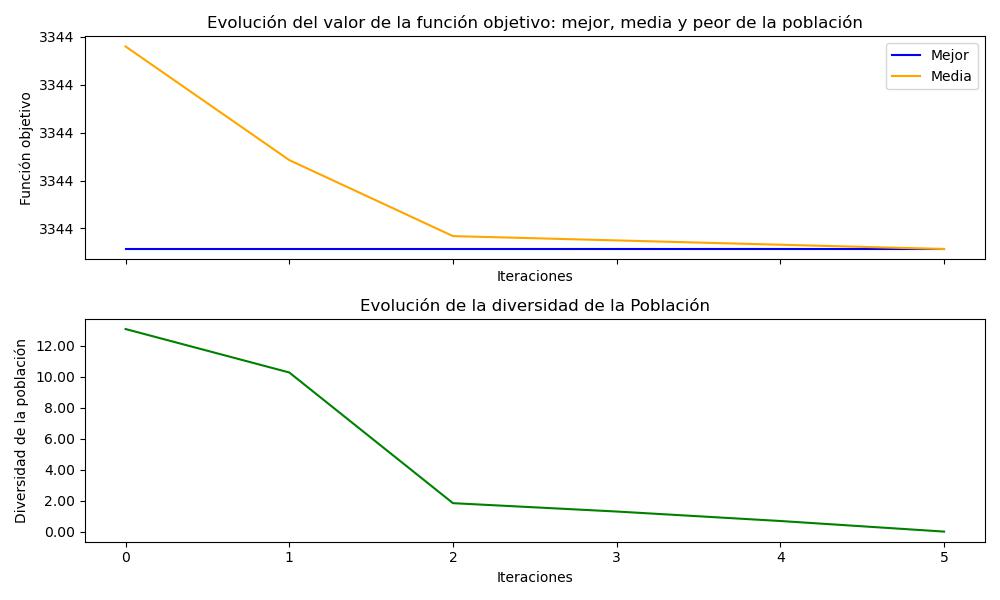 Evolución del valor de la función objetivo: mejor, media y peor de la población
Función objetivo
3344
3344
3344
3344
3344
Mejor
Media
Iteraciones
Evolución de la diversidad de la Población
Diversidad de la población
12.00
10.00
8.00
6.00
4.00
2.00
0.00
0 1 2 3 4 5
Iteraciones